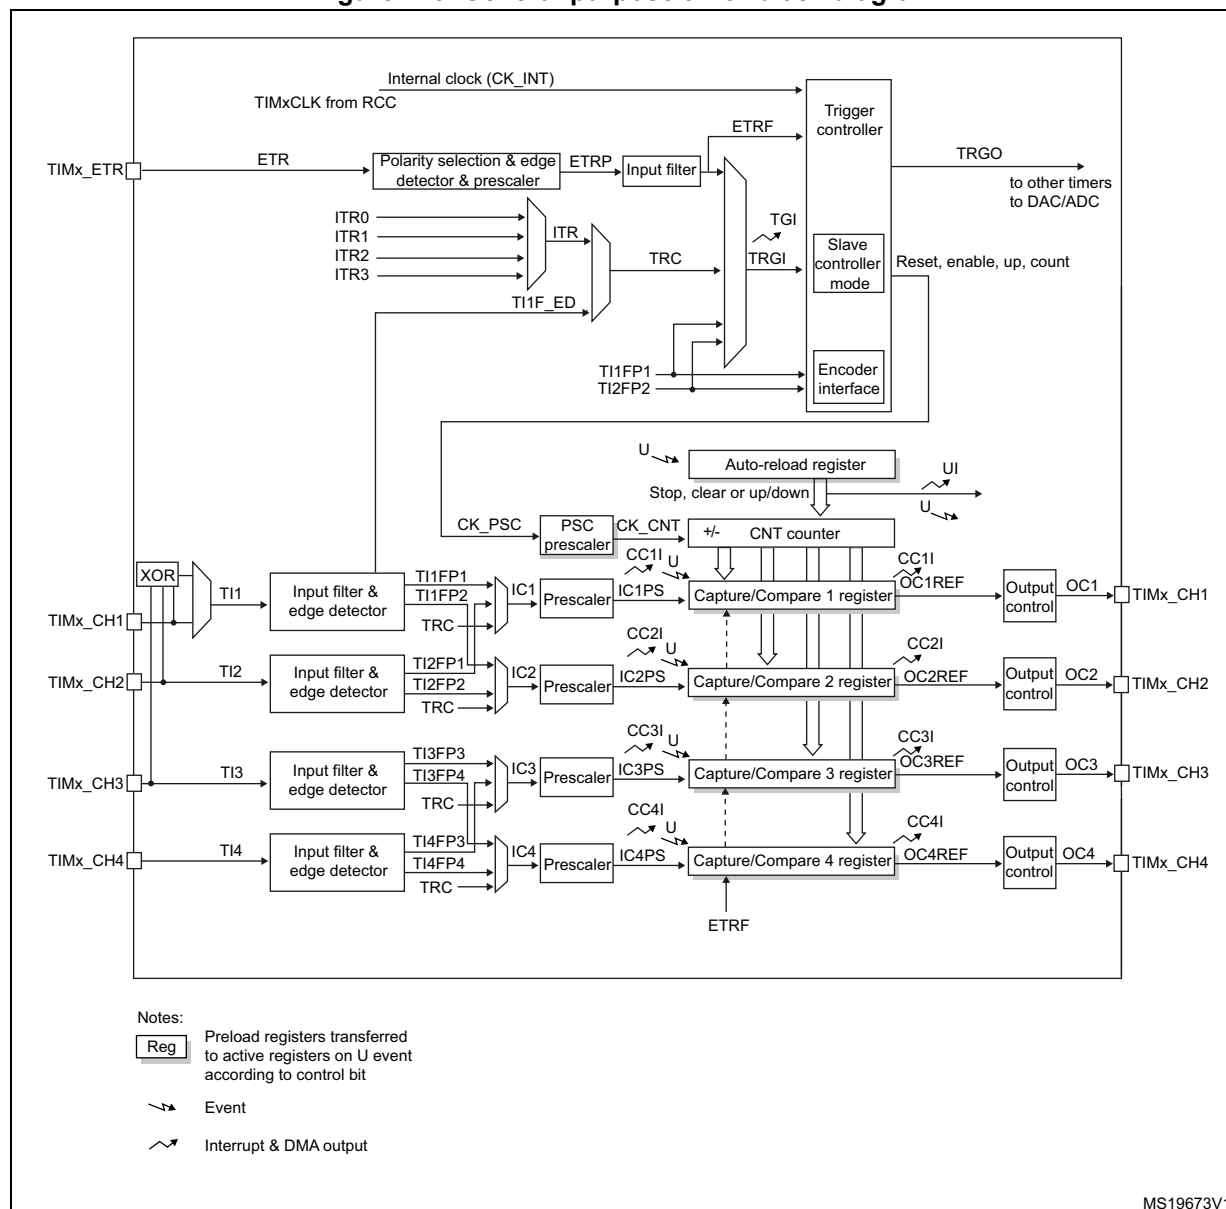 Internal clock (CK_INT)
TIMxCLK from RCC
Trigger
controller
ETRF
TIMx_ETR
ETR
Polarity selection & edge
detector & prescaler
ETRP
Input filter
TRGO
to other timers
to DAC/ADC
ITR0
ITR1
ITR2
ITR3
ITR
TRC
TGI
TRGI
Slave
controller
mode
Reset, enable, up, count
TI1F_ED
TI1FP1
TI2FP2
Encoder
interface
U
Auto-reload register
UI
Stop, clear or up/down
U
CK_PSC
PSC
prescaler
CK_CNT
+/-
CNT counter
XOR
TI1
Input filter &
edge detector
TI1FP1
TI1FP2
TRC
IC1
Prescaler
IC1PS
CC1I
U
Capture/Compare 1 register
CC1I
OC1REF
Output
control
OC1
TIMx_CH1
TIMx_CH1
TIMx_CH2
TI2
Input filter &
edge detector
TI2FP1
TI2FP2
TRC
IC2
Prescaler
IC2PS
CC2I
U
Capture/Compare 2 register
CC2I
OC2REF
Output
control
OC2
TIMx_CH2
TIMx_CH3
TI3
Input filter &
edge detector
TI3FP3
TI3FP4
TRC
IC3
Prescaler
IC3PS
CC3I
U
Capture/Compare 3 register
CC3I
OC3REF
Output
control
OC3
TIMx_CH3
TIMx_CH4
TI4
Input filter &
edge detector
TI4FP3
TI4FP4
TRC
IC4
Prescaler
IC4PS
CC4I
U
Capture/Compare 4 register
CC4I
OC4REF
Output
control
OC4
TIMx_CH4
ETRF
Notes:
Reg
Preload registers transferred
to active registers on U event
according to control bit
Event
Interrupt & DMA output
MS19673V1